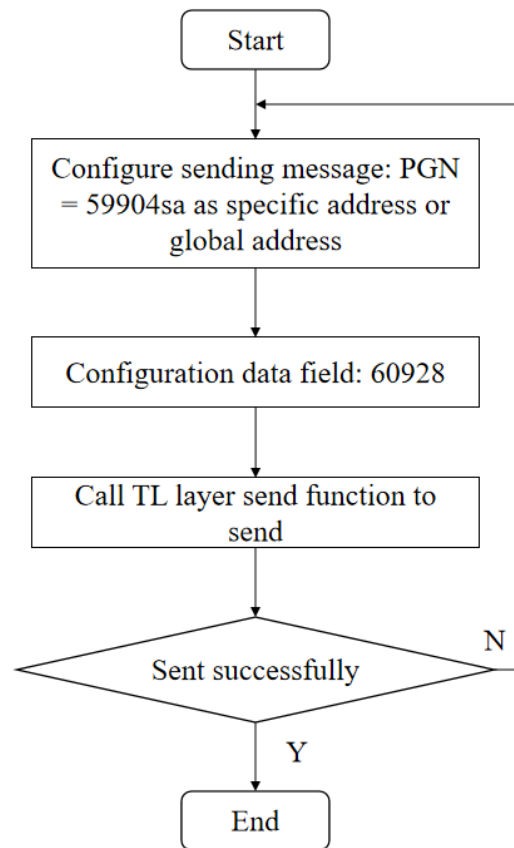 Start
Configure sending message: PGN
= 59904sa as specific address or
global address
Configuration data field: 60928
Call TL layer send function to
send
Sent successfully
N
Y
End